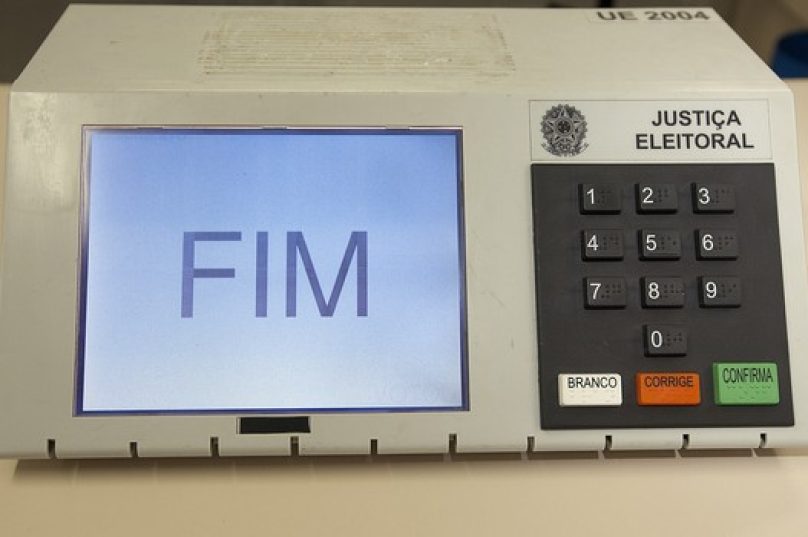 UE 2004
JUSTIÇA
ELEITORAL
FIM
1 2 3
4 5 6
7 8 9
0
BRANCO CORRIGE CONFIRMA